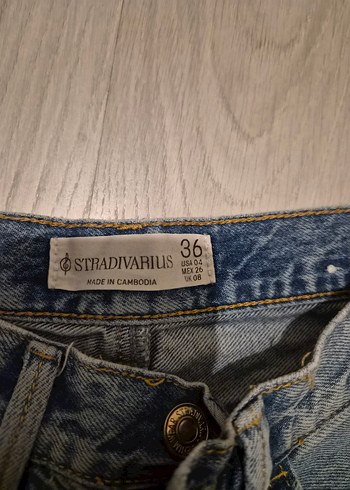 STRADIVARIUS
MADE IN CAMBODIA
36
USA 04
MEX 26
UK 08